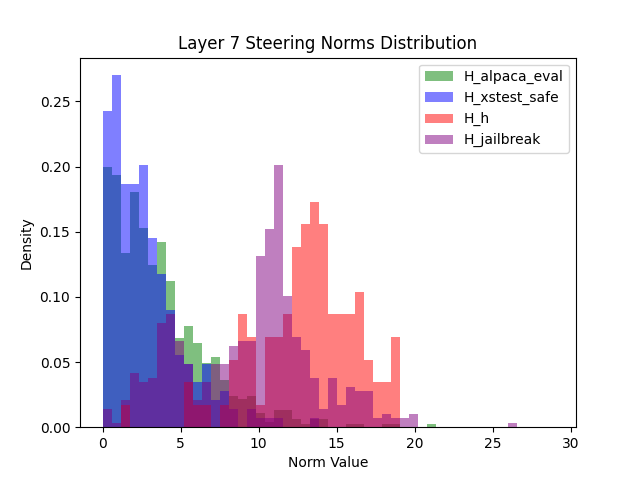 Layer 7 Steering Norms Distribution
H_alpaca_eval
H_xstest_safe
H_h
H_jailbreak
Density
0.25
0.20
0.15
0.10
0.05
0.00
0 5 10 15 20 25 30
Norm Value